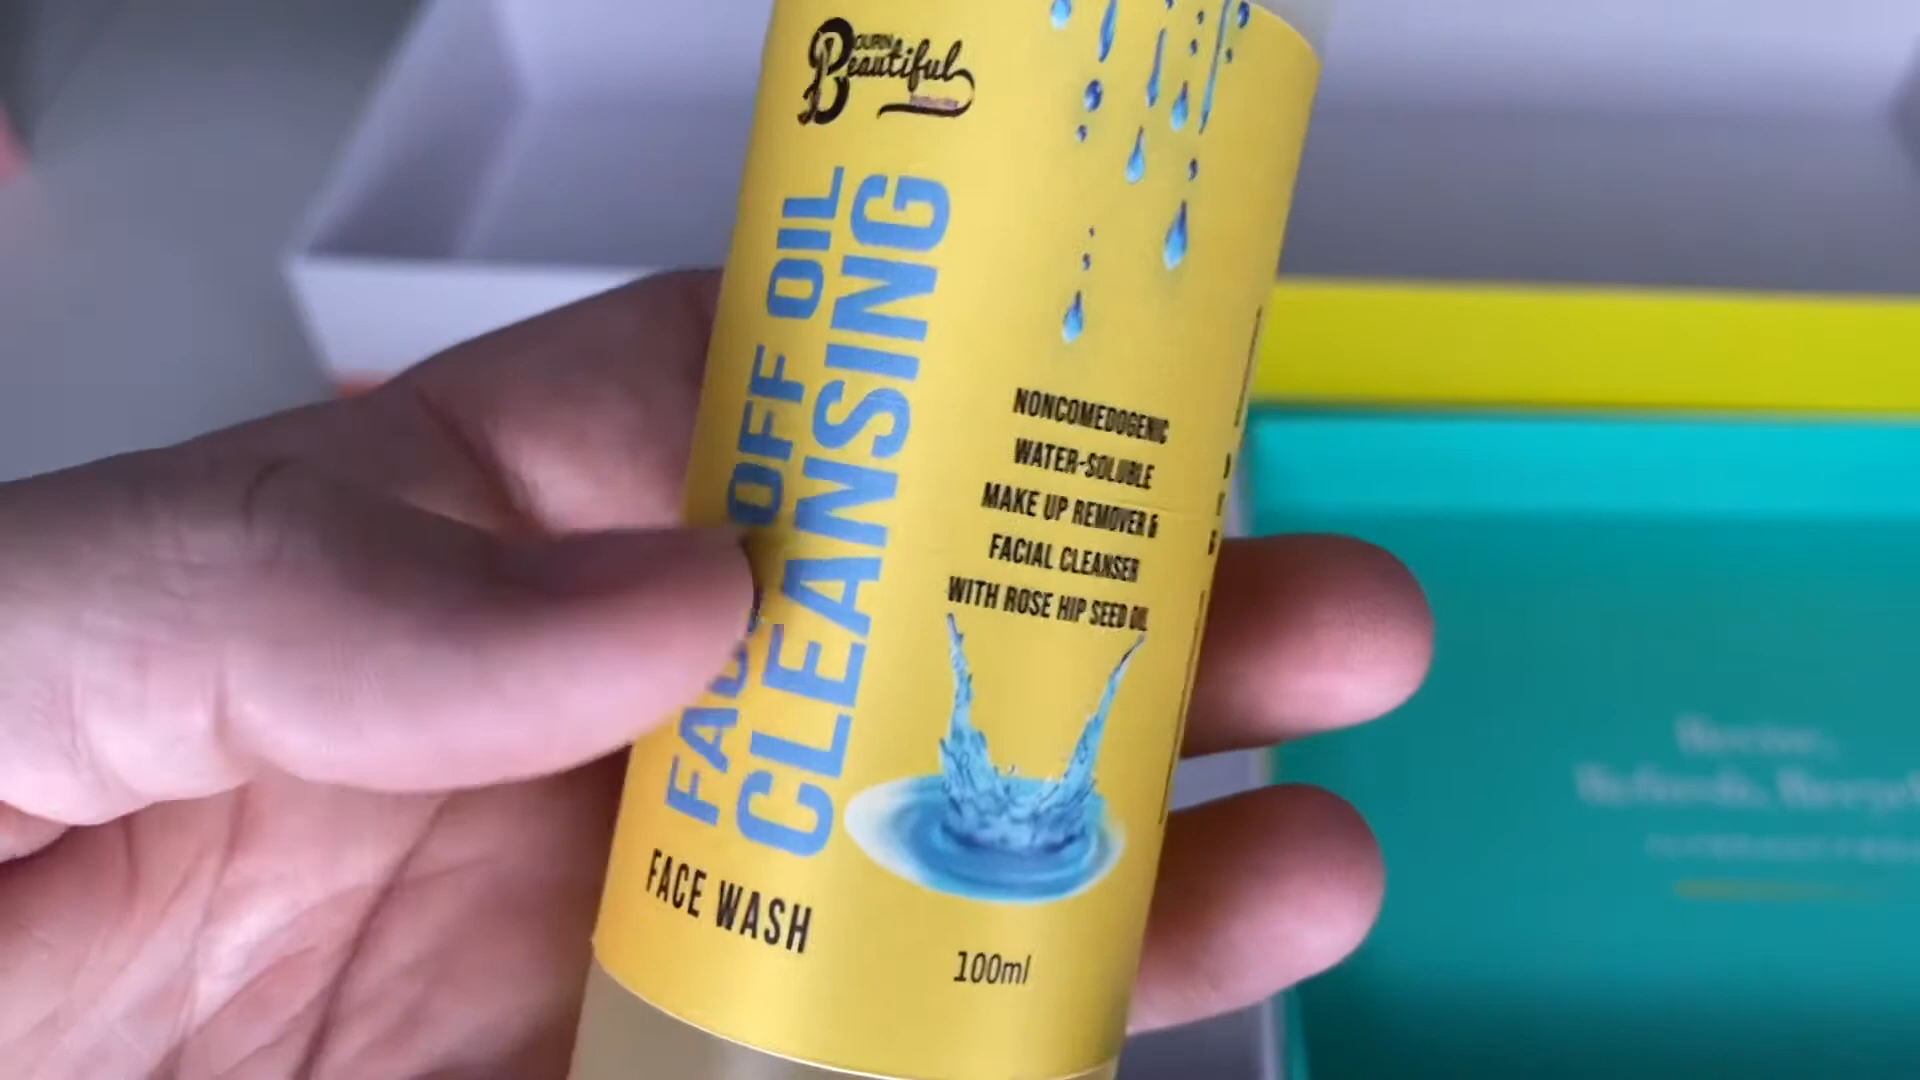 BOURN
Beautiful
OFF OIL
CLEANSING
FACE WASH
NONCOMEDOGENIC
WATER-SOLUBLE
MAKE UP REMOVER &
FACIAL CLEANSER
WITH ROSE HIP SEED OIL
100ml